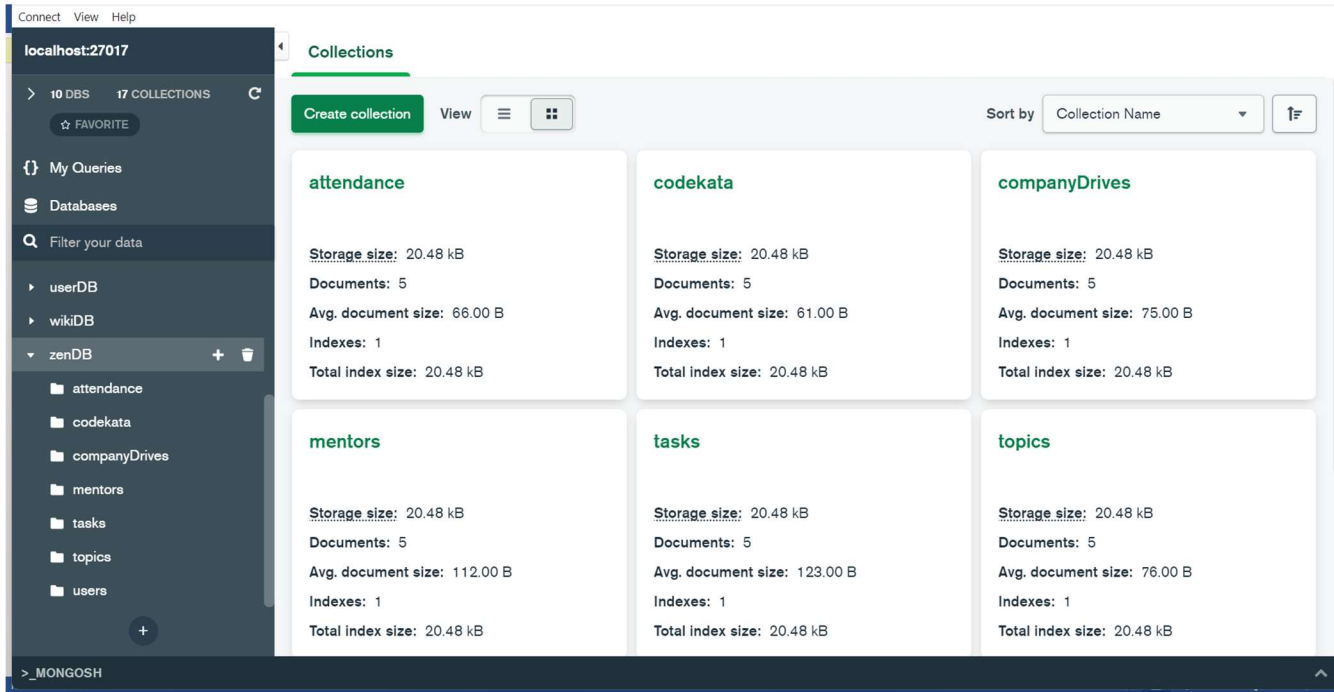 Connect View Help
localhost:27017
10 DBS 17 COLLECTIONS
FAVORITE
{} My Queries
Databases
Filter your data
userDB
wikiDB
zenDB
attendance
codekata
companyDrives
mentors
tasks
topics
users
+
>_MONGOSH
Collections
Create collection View Sort by Collection Name
attendance
Storage size: 20.48 kB
Documents: 5
Avg. document size: 66.00 B
Indexes: 1
Total index size: 20.48 kB
codekata
Storage size: 20.48 kB
Documents: 5
Avg. document size: 61.00 B
Indexes: 1
Total index size: 20.48 kB
companyDrives
Storage size: 20.48 kB
Documents: 5
Avg. document size: 75.00 B
Indexes: 1
Total index size: 20.48 kB
mentors
Storage size: 20.48 kB
Documents: 5
Avg. document size: 112.00 B
Indexes: 1
Total index size: 20.48 kB
tasks
Storage size: 20.48 kB
Documents: 5
Avg. document size: 123.00 B
Indexes: 1
Total index size: 20.48 kB
topics
Storage size: 20.48 kB
Documents: 5
Avg. document size: 76.00 B
Indexes: 1
Total index size: 20.48 kB